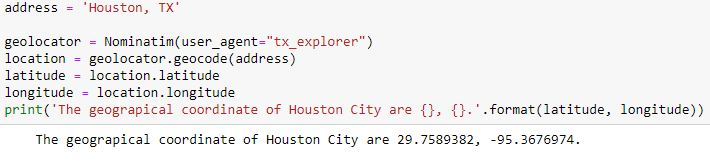 address = 'Houston, TX'
geolocator = Nominatim(user_agent="tx_explorer")
location = geolocator.geocode(address)
latitude = location.latitude
longitude = location.longitude
print('The geograpical coordinate of Houston City are {}, {}.'.format(latitude, longitude))
The geograpical coordinate of Houston City are 29.7589382, -95.3676974.